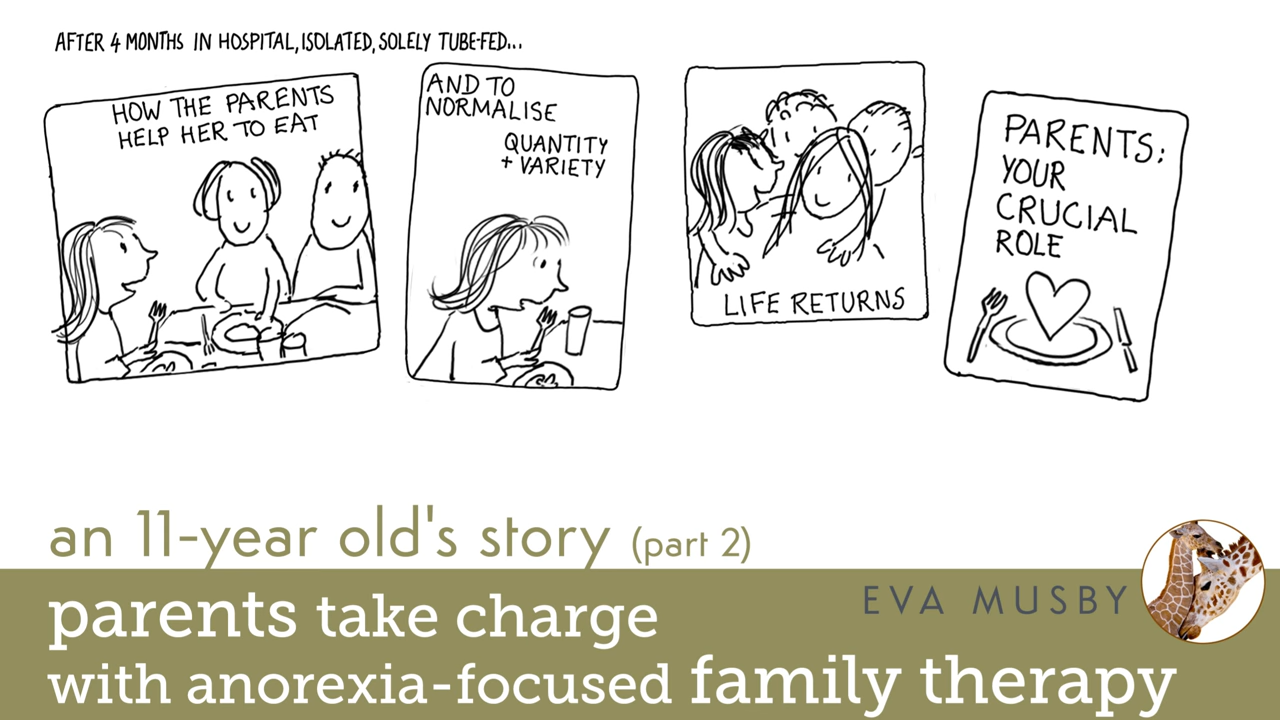 AFTER 4 MONTHS IN HOSPITAL, ISOLATED, SOLELY TUBE-FED...
HOW THE PARENTS
HELP HER TO EAT
AND TO
NORMALISE
QUANTITY
+ VARIETY
LIFE RETURNS
PARENTS:
YOUR
CRUCIAL
ROLE
an 11-year old's story (part 2)
EVA MUSBY
parents take charge
with anorexia-focused family therapy